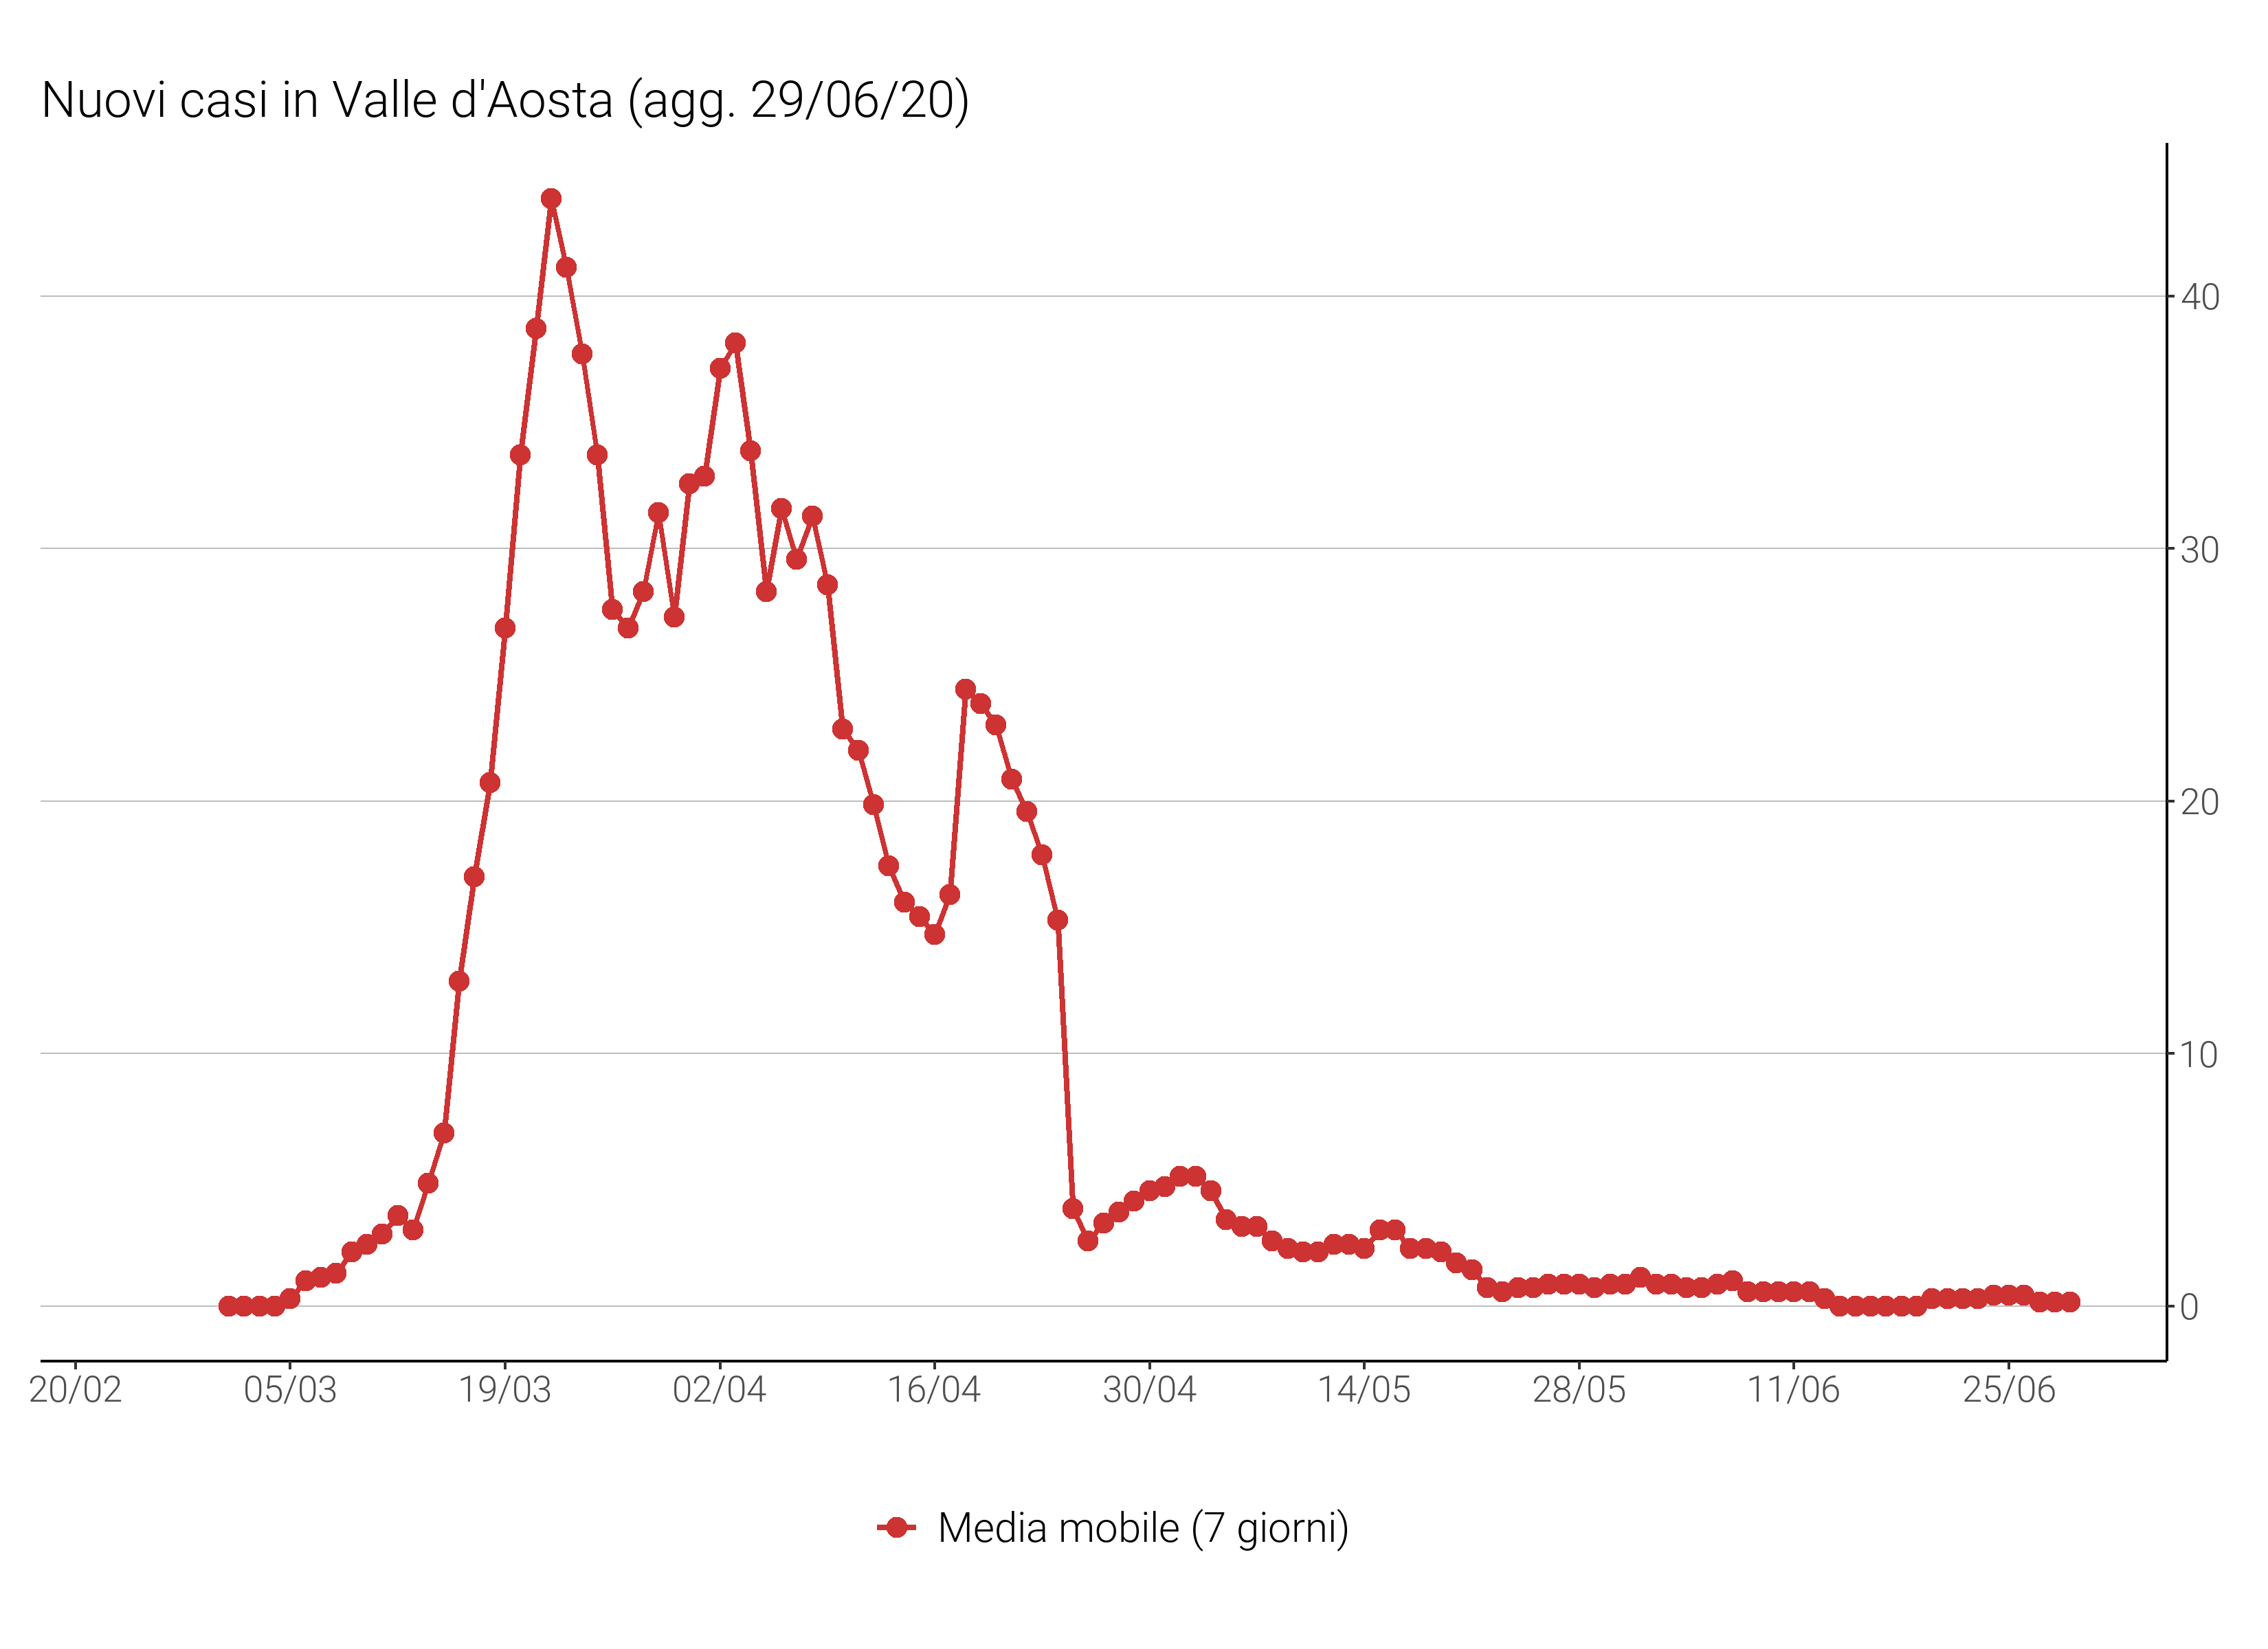 Nuovi casi in Valle d'Aosta (agg. 29/06/20)
40
30
20
10
0
20/02 05/03 19/03 02/04 16/04 30/04 14/05 28/05 11/06 25/06
Media mobile (7 giorni)